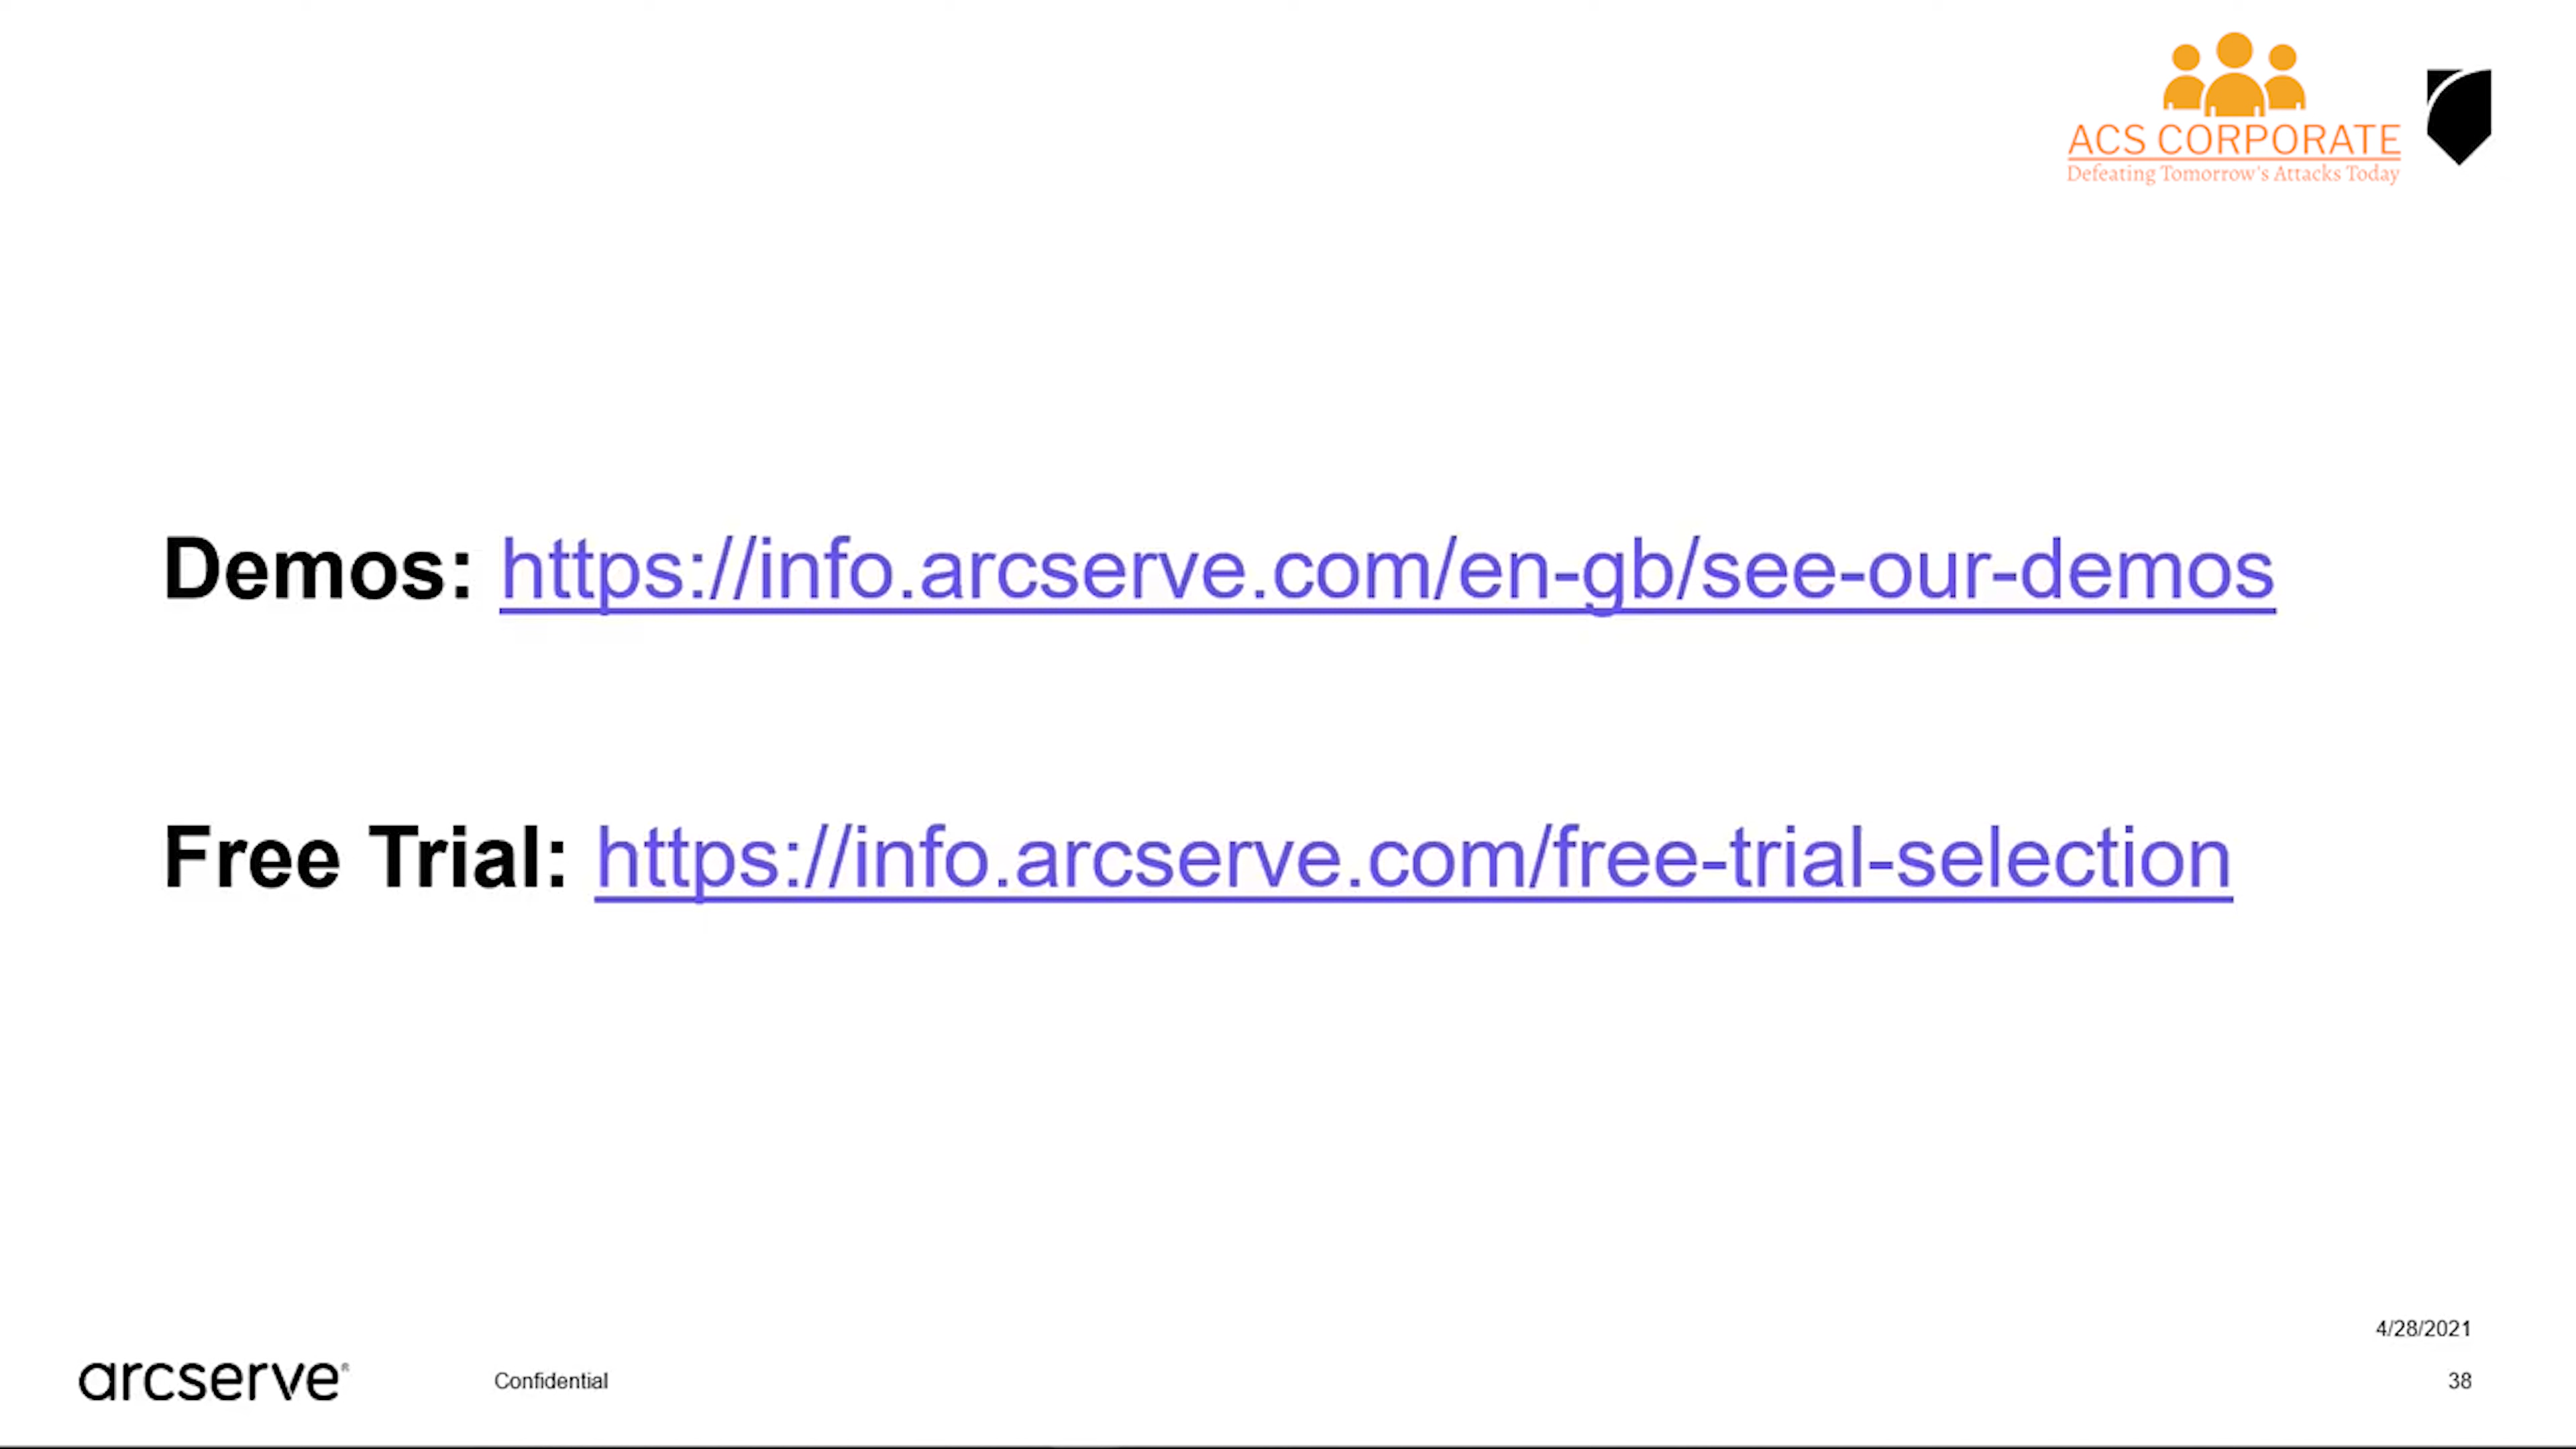 ACS CORPORATE
Defeating Tomorrow's Attacks Today
Demos: https://info.arcserve.com/en-gb/see-our-demos
Free Trial: https://info.arcserve.com/free-trial-selection
4/28/2021
arcserve®
Confidential
38